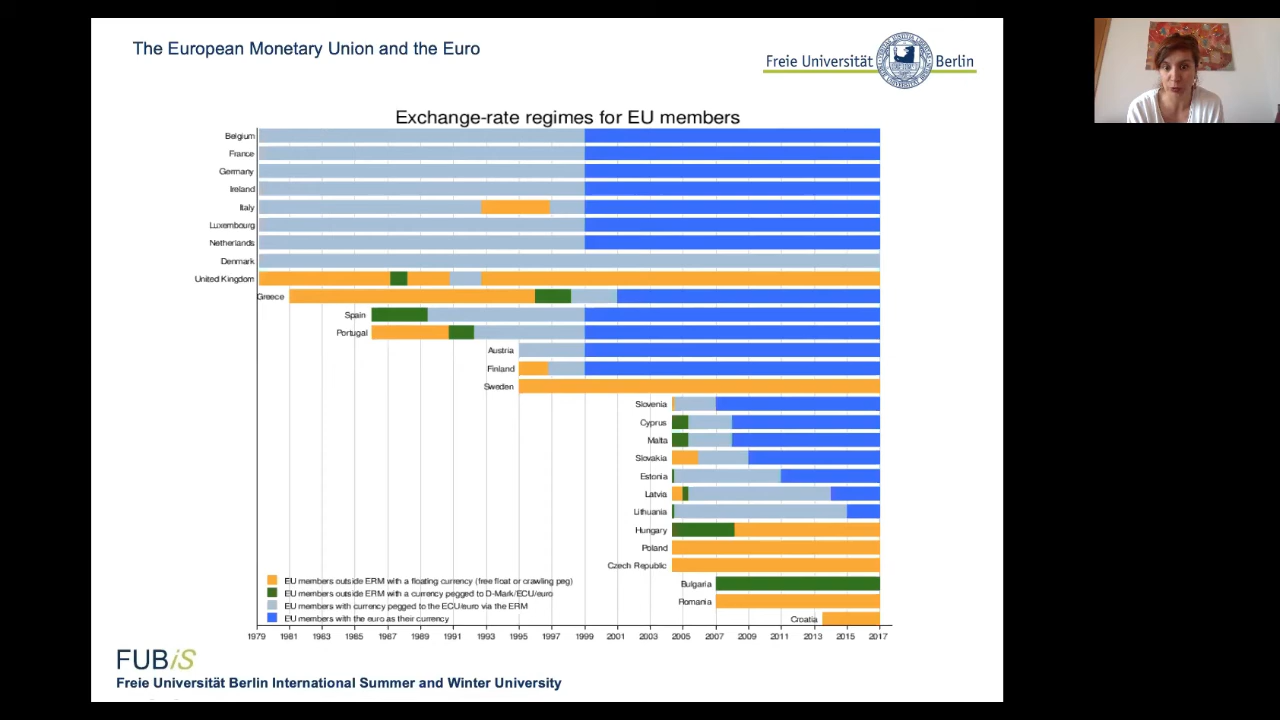 The European Monetary Union and the Euro
Freie Universität Berlin
Exchange-rate regimes for EU members
Belgium
France
Germany
Ireland
Italy
Luxembourg
Netherlands
Denmark
United Kingdom
Greece
Spain
Portugal
Austria
Finland
Sweden
Slovenia
Cyprus
Malta
Slovakia
Estonia
Latvia
Lithuania
Hungary
Poland
Czech Republic
Bulgaria
Romania
Croatia
EU members outside ERM with a floating currency (free float or crawling peg)
EU members outside ERM with a currency pegged to D-Mark/ECU/euro
EU members with currency pegged to the ECU/euro via the ERM
EU members with the euro as their currency
1979 1981 1983 1985 1987 1989 1991 1993 1995 1997 1999 2001 2003 2005 2007 2009 2011 2013 2015 2017
FUBiS
Freie Universität Berlin International Summer and Winter University